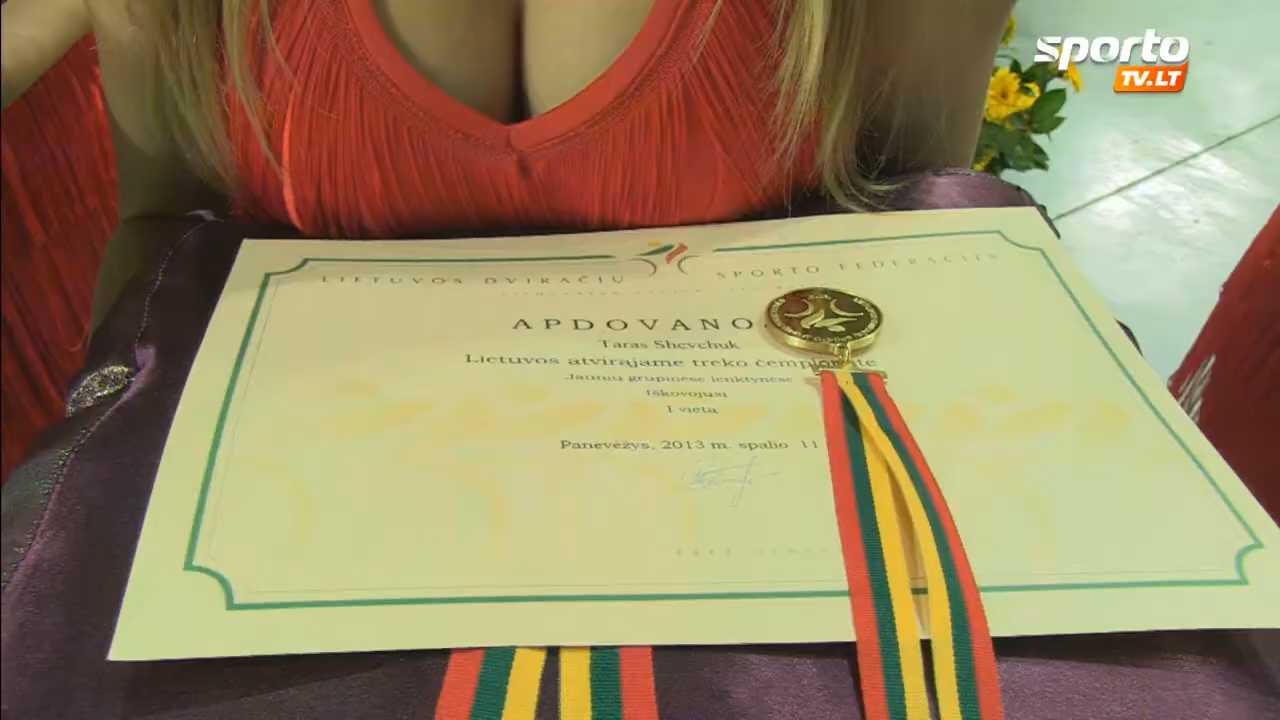 sporto
TV.LT
LIETUVOS DVIRAČIŲ SPORTO FEDERACIJA
APDOVANO
Taras Shevchuk
Lietuvos atvirajame treko čempionate
Jaunių grupinėse lenktynėse
Iškovojusį
I vieta
Panevėžys, 2013 m. spalio 11